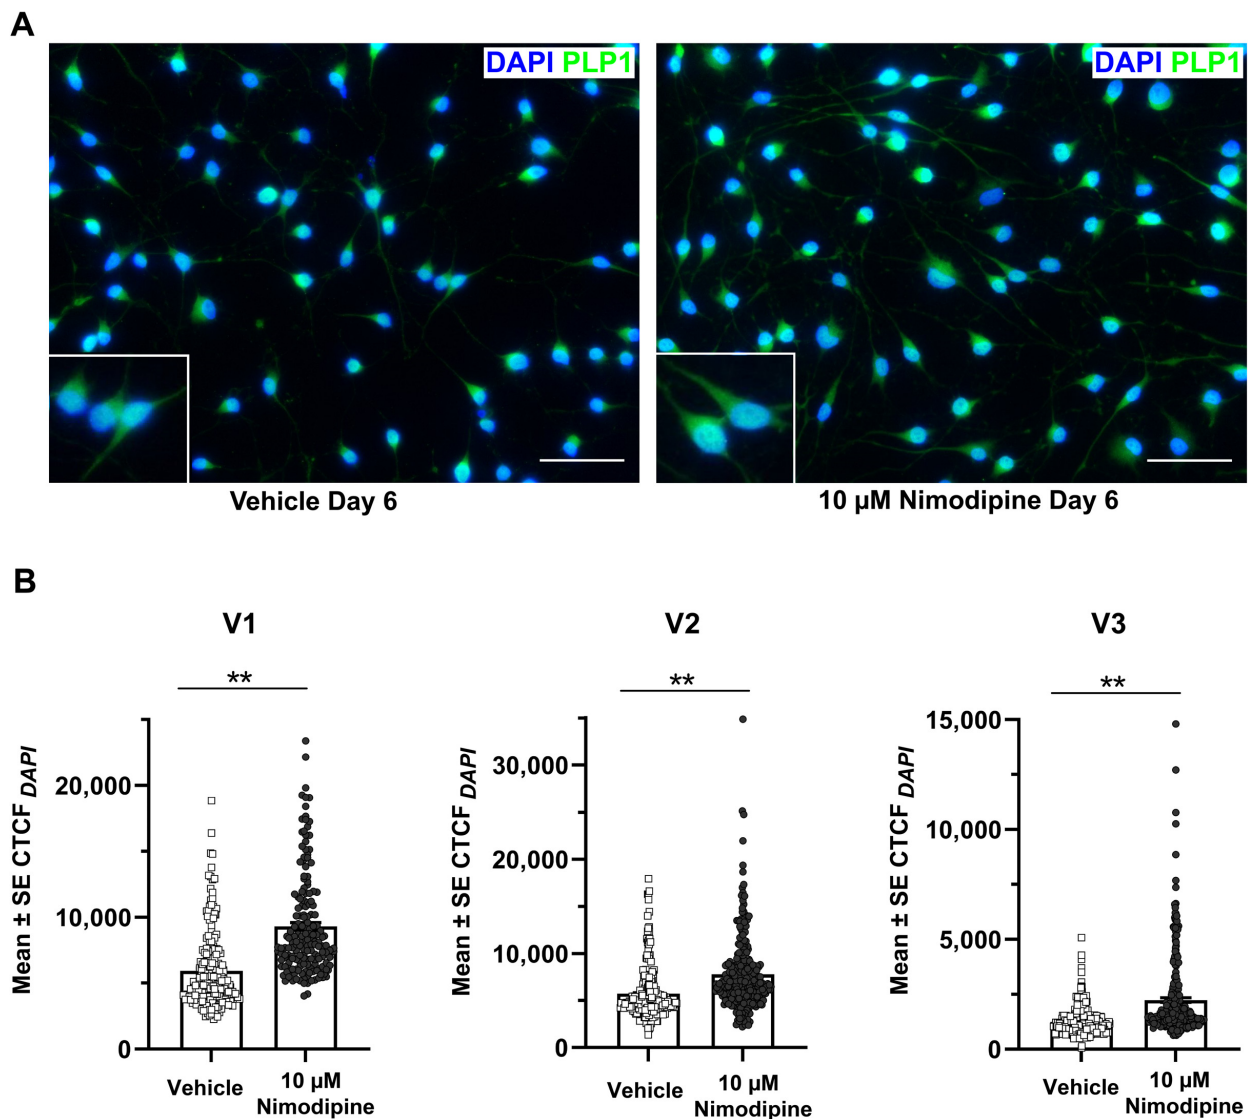 A
DAPI PLP1
DAPI PLP1
Vehicle Day 6
10 µM Nimodipine Day 6
B
V1
V2
V3
**
**
**
Mean ± SE CTCF DAPI
20,000
10,000
0
Vehicle
10 µM
Nimodipine
Mean ± SE CTCF DAPI
30,000
20,000
10,000
0
Vehicle
10 µM
Nimodipine
Mean ± SE CTCF DAPI
15,000
10,000
5,000
0
Vehicle
10 µM
Nimodipine